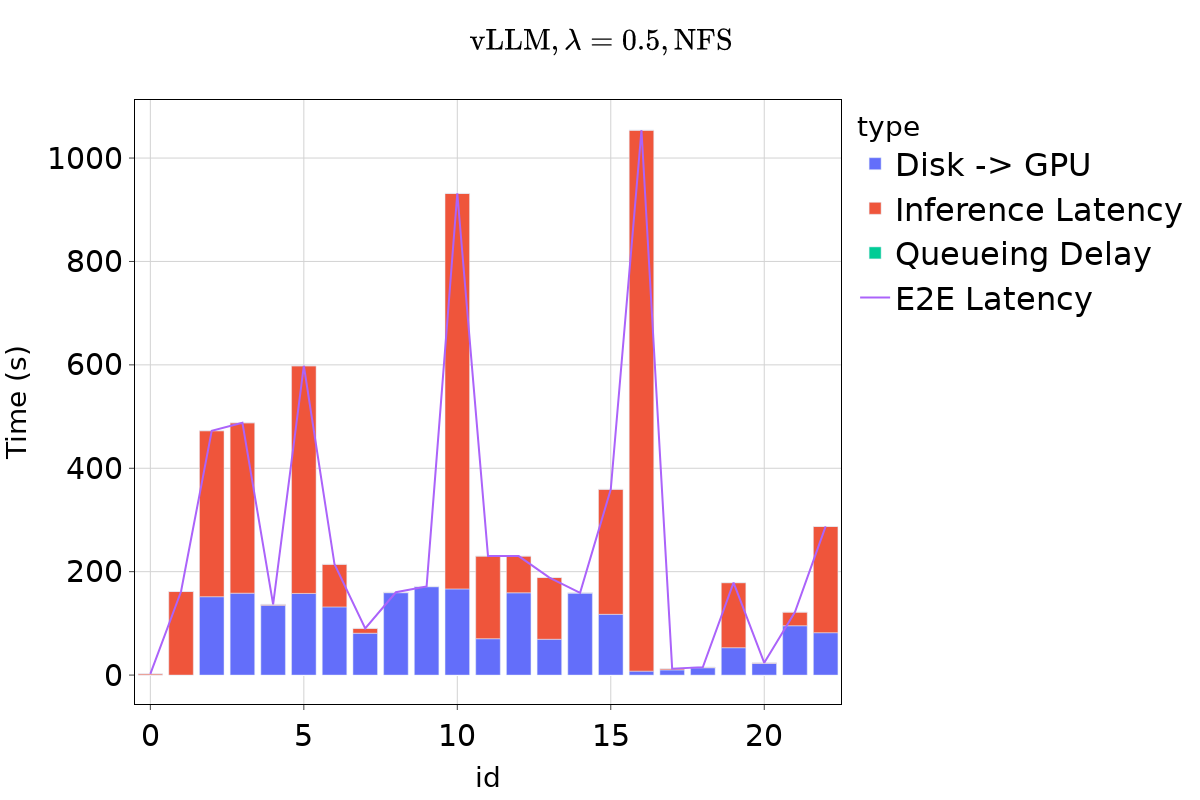 vLLM, λ = 0.5, NFS
type
Disk -> GPU
Inference Latency
Queueing Delay
E2E Latency
1000
800
600
400
200
0
Time (s)
0 5 10 15 20
id